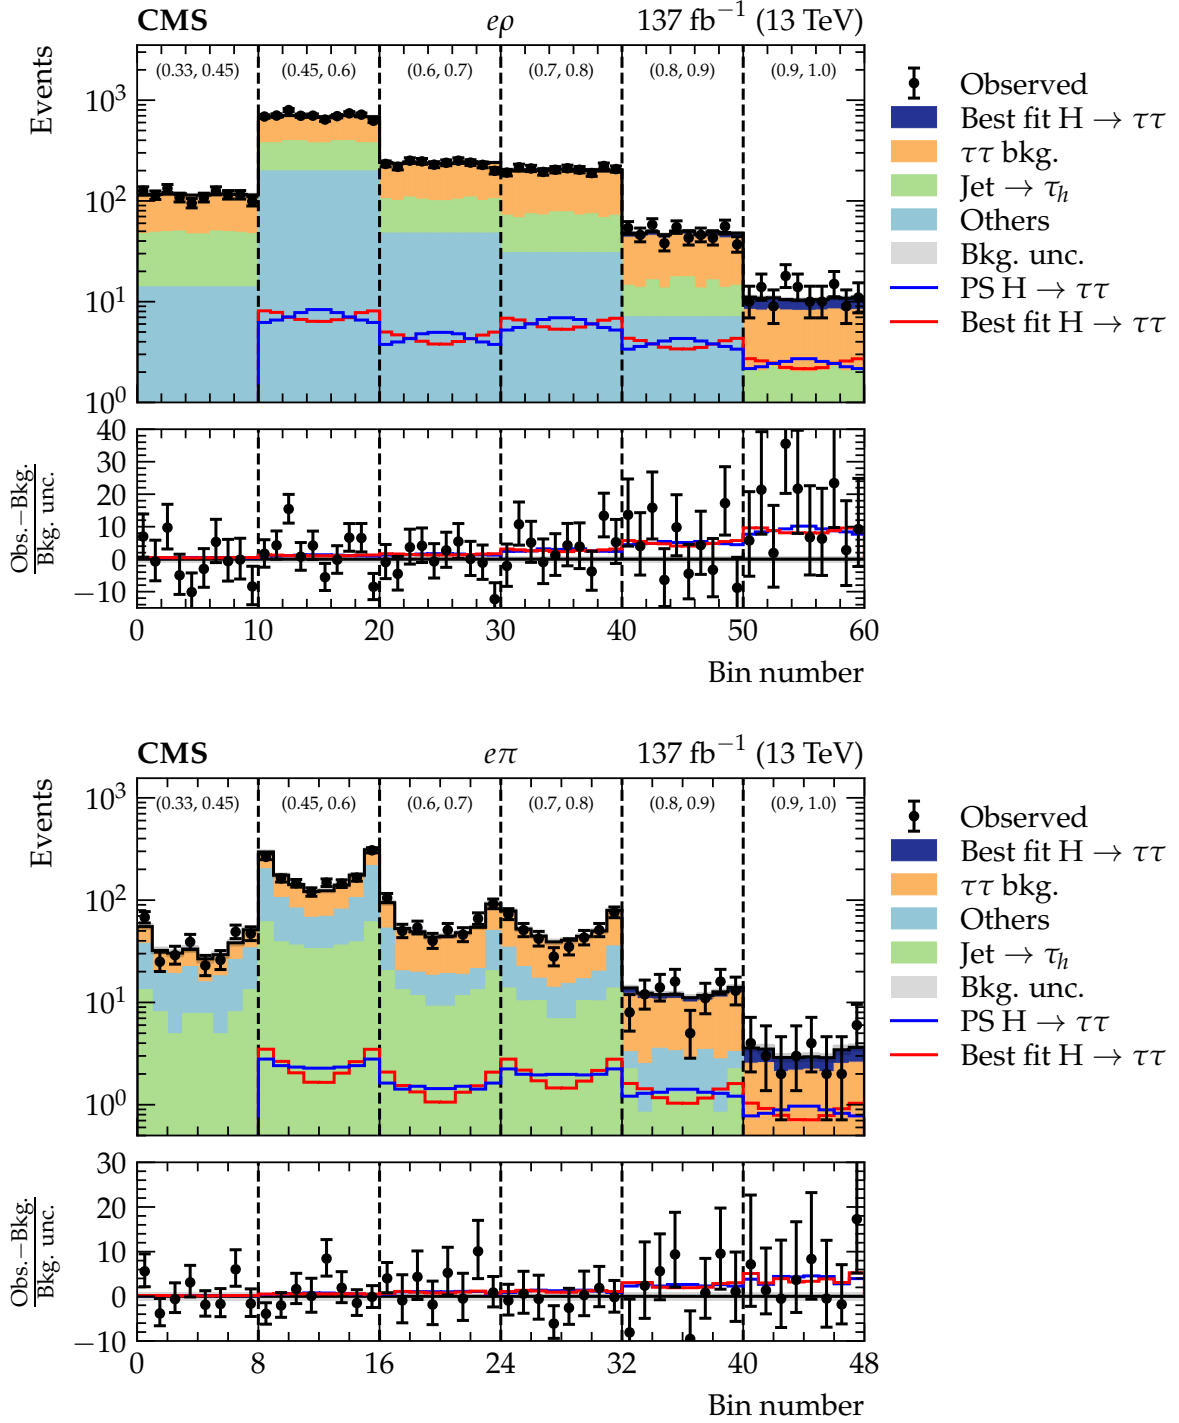 CMS eρ 137 fb⁻¹ (13 TeV)
Events
(0.33, 0.45) (0.45, 0.6) (0.6, 0.7) (0.7, 0.8) (0.8, 0.9) (0.9, 1.0)
10³
10²
10¹
10⁰
Observed
Best fit H → ττ
ττ bkg.
Jet → τₕ
Others
Bkg. unc.
PS H → ττ
Best fit H → ττ
Obs.−Bkg.
Bkg. unc.
40
30
20
10
0
−10
0 10 20 30 40 50 60
Bin number
CMS eπ 137 fb⁻¹ (13 TeV)
Events
(0.33, 0.45) (0.45, 0.6) (0.6, 0.7) (0.7, 0.8) (0.8, 0.9) (0.9, 1.0)
10³
10²
10¹
10⁰
Observed
Best fit H → ττ
ττ bkg.
Others
Jet → τₕ
Bkg. unc.
PS H → ττ
Best fit H → ττ
Obs.−Bkg.
Bkg. unc.
30
20
10
0
−10
0 8 16 24 32 40 48
Bin number